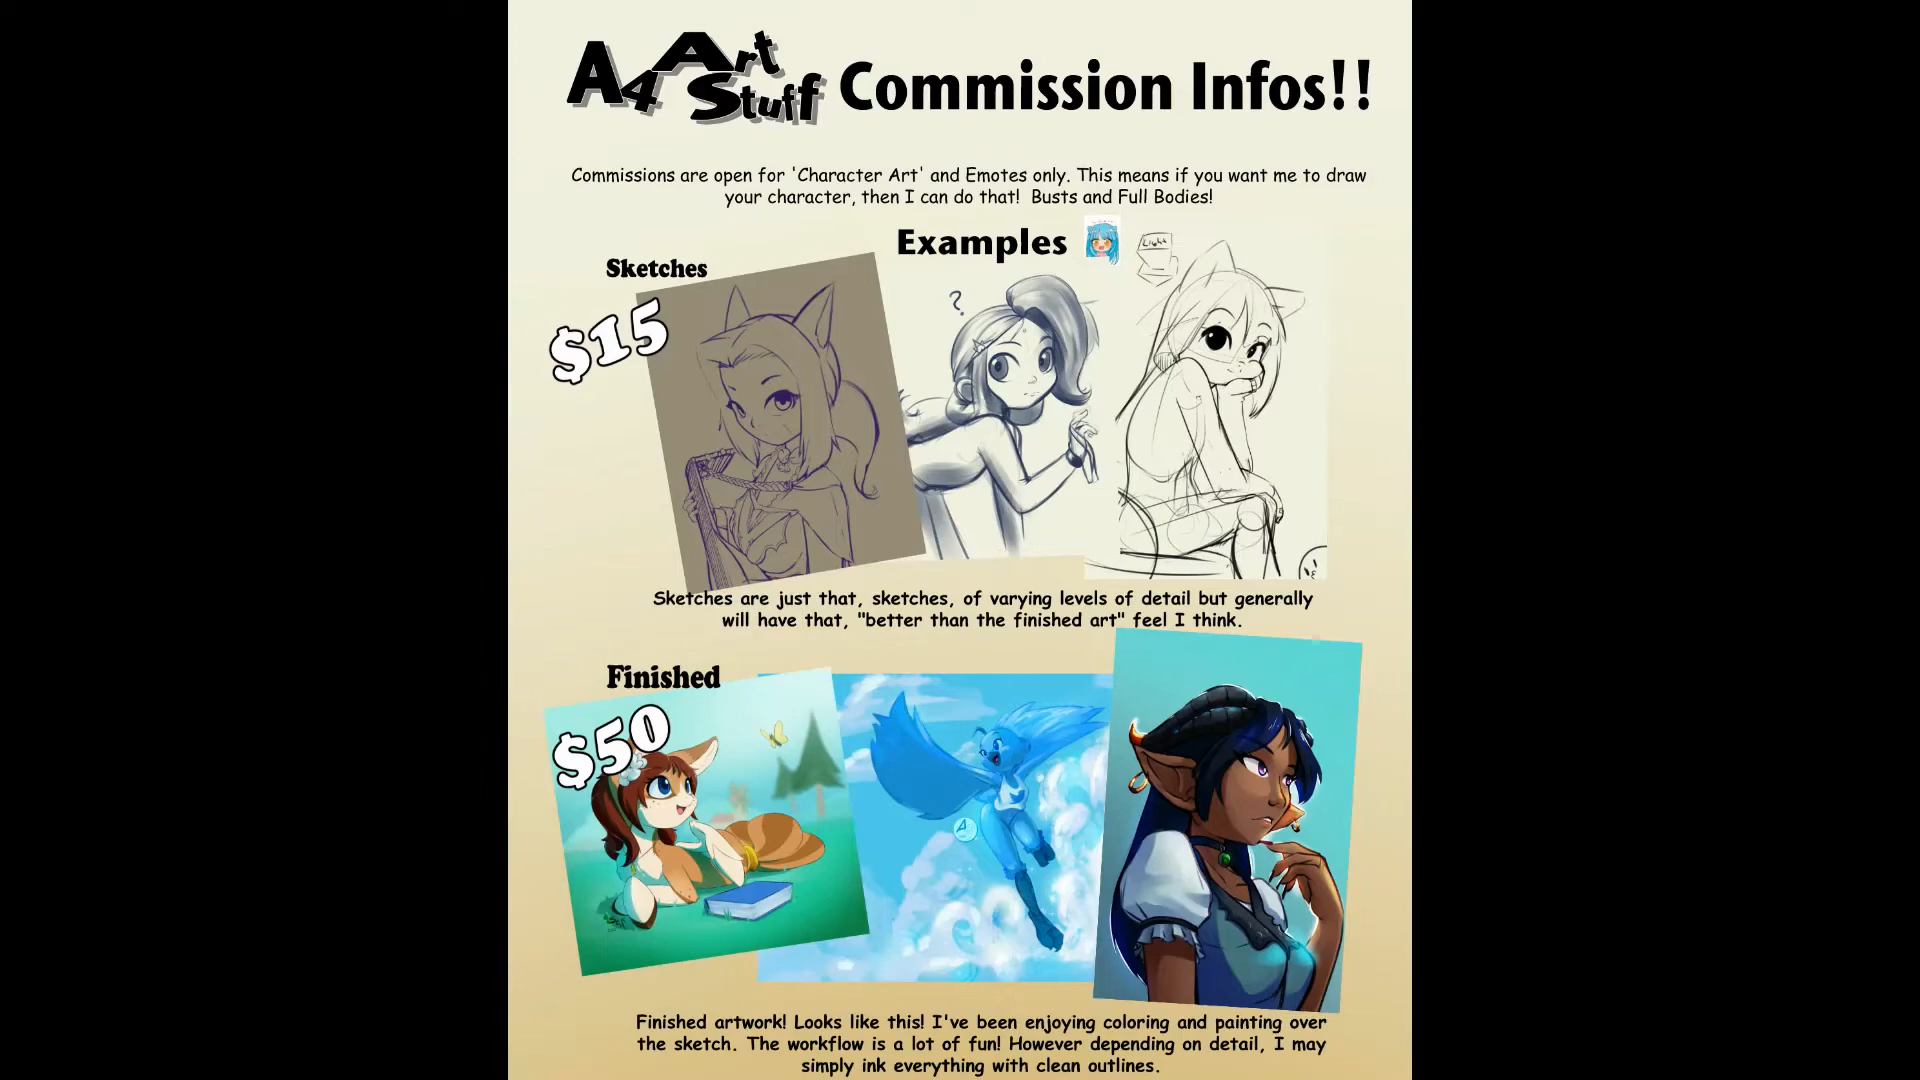 A4 Art Stuff Commission Infos!!
Commissions are open for 'Character Art' and Emotes only. This means if you want me to draw
your character, then I can do that!  Busts and Full Bodies!
Examples
Light
Sketches
$15
?
Sketches are just that, sketches, of varying levels of detail but generally
will have that, "better than the finished art" feel I think.
Finished
$50
A
Finished artwork! Looks like this! I've been enjoying coloring and painting over
the sketch. The workflow is a lot of fun! However depending on detail, I may
simply ink everything with clean outlines.